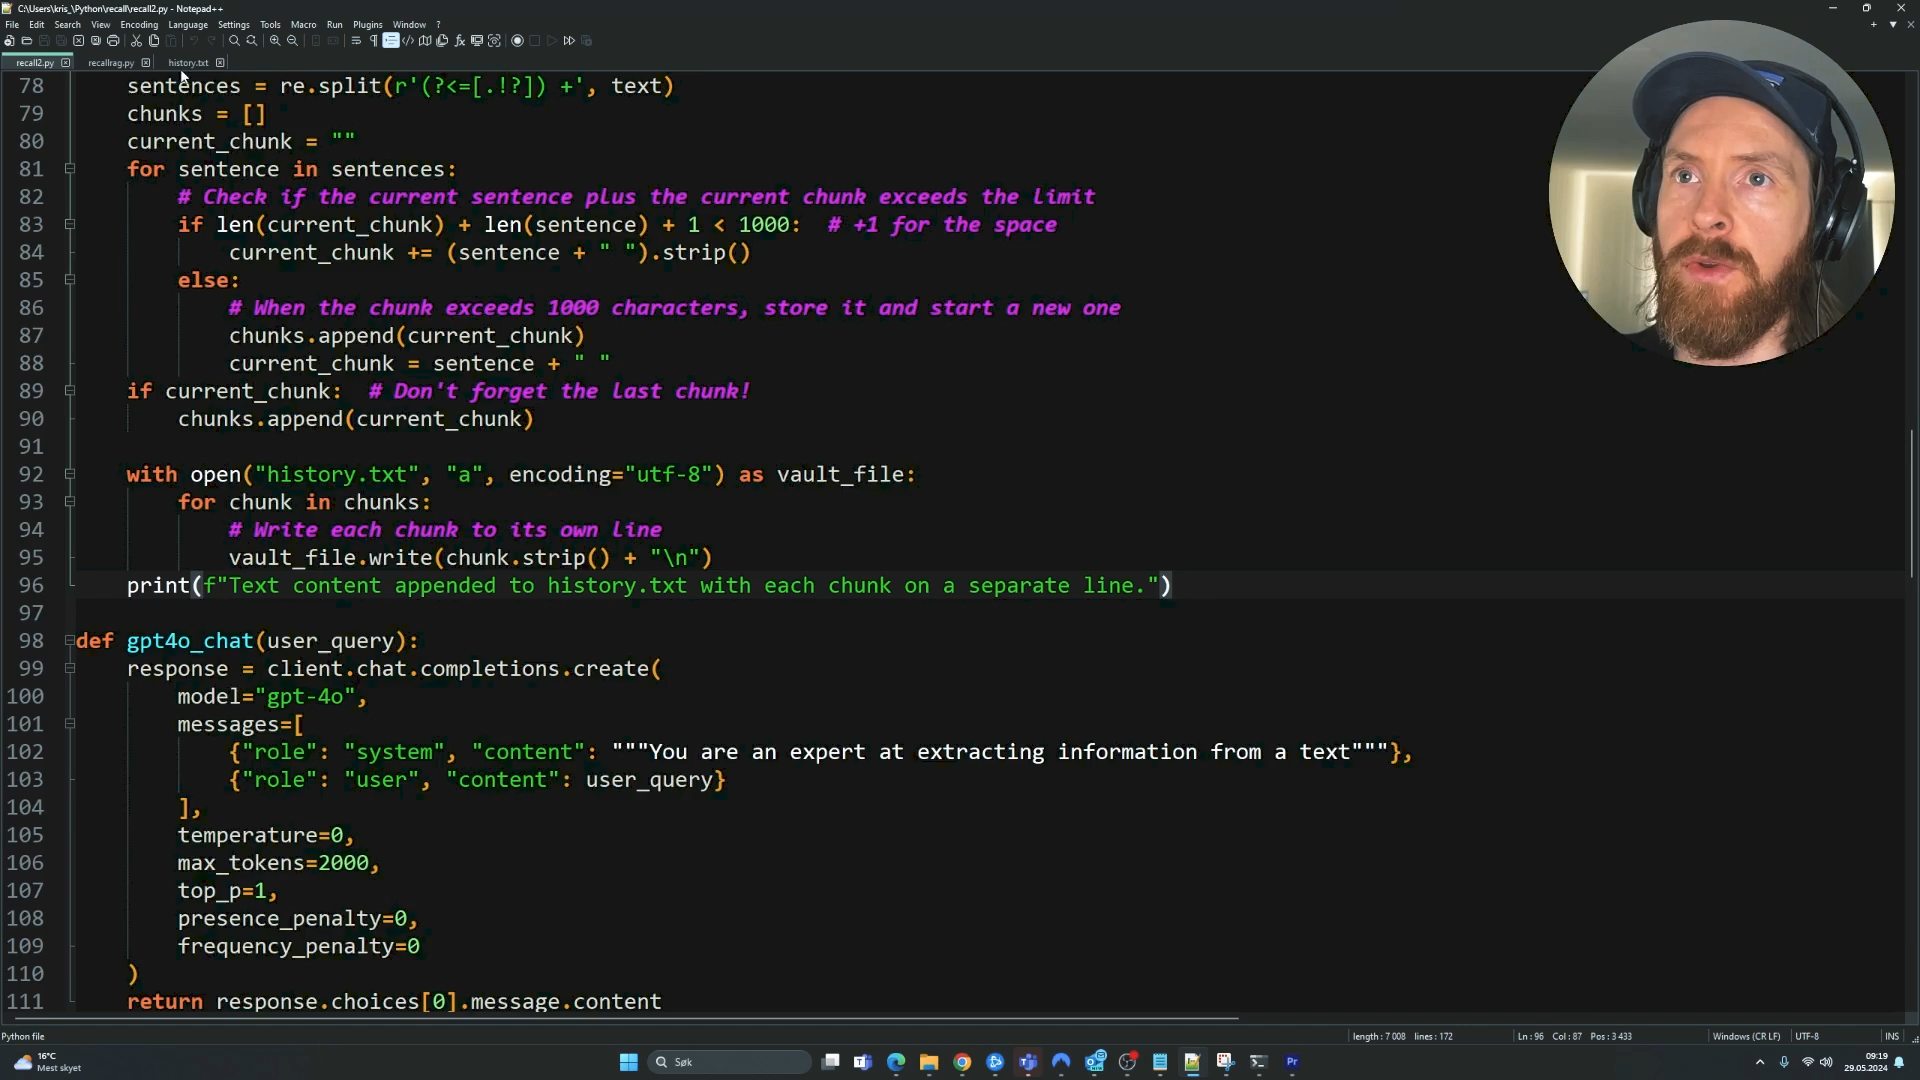 C:\Users\kris_\Python\recall\recall2.py - Notepad++
File Edit Search View Encoding Language Settings Tools Macro Run Plugins Window ?
recall2.py recallrag.py history.txt
78 sentences = re.split(r'(?<=[.!?]) +', text)
79 chunks = []
80 current_chunk = ""
81 for sentence in sentences:
82 # Check if the current sentence plus the current chunk exceeds the limit
83 if len(current_chunk) + len(sentence) + 1 < 1000:  # +1 for the space
84 current_chunk += (sentence + " ").strip()
85 else:
86 # When the chunk exceeds 1000 characters, store it and start a new one
87 chunks.append(current_chunk)
88 current_chunk = sentence + " "
89 if current_chunk:  # Don't forget the last chunk!
90 chunks.append(current_chunk)
91
92 with open("history.txt", "a", encoding="utf-8") as vault_file:
93 for chunk in chunks:
94 # Write each chunk to its own line
95 vault_file.write(chunk.strip() + "\n")
96 print(f"Text content appended to history.txt with each chunk on a separate line.")
97
98 def gpt4o_chat(user_query):
99 response = client.chat.completions.create(
100 model="gpt-4o",
101 messages=[
102 {"role": "system", "content": """You are an expert at extracting information from a text"""},
103 {"role": "user", "content": user_query}
104 ],
105 temperature=0,
106 max_tokens=2000,
107 top_p=1,
108 presence_penalty=0,
109 frequency_penalty=0
110 )
111 return response.choices[0].message.content
Python file length : 7 008 lines : 172 Ln : 96 Col : 87 Pos : 3 433 Windows (CR LF) UTF-8 INS
16°C
Mest skyet
Søk
09:19
29.05.2024